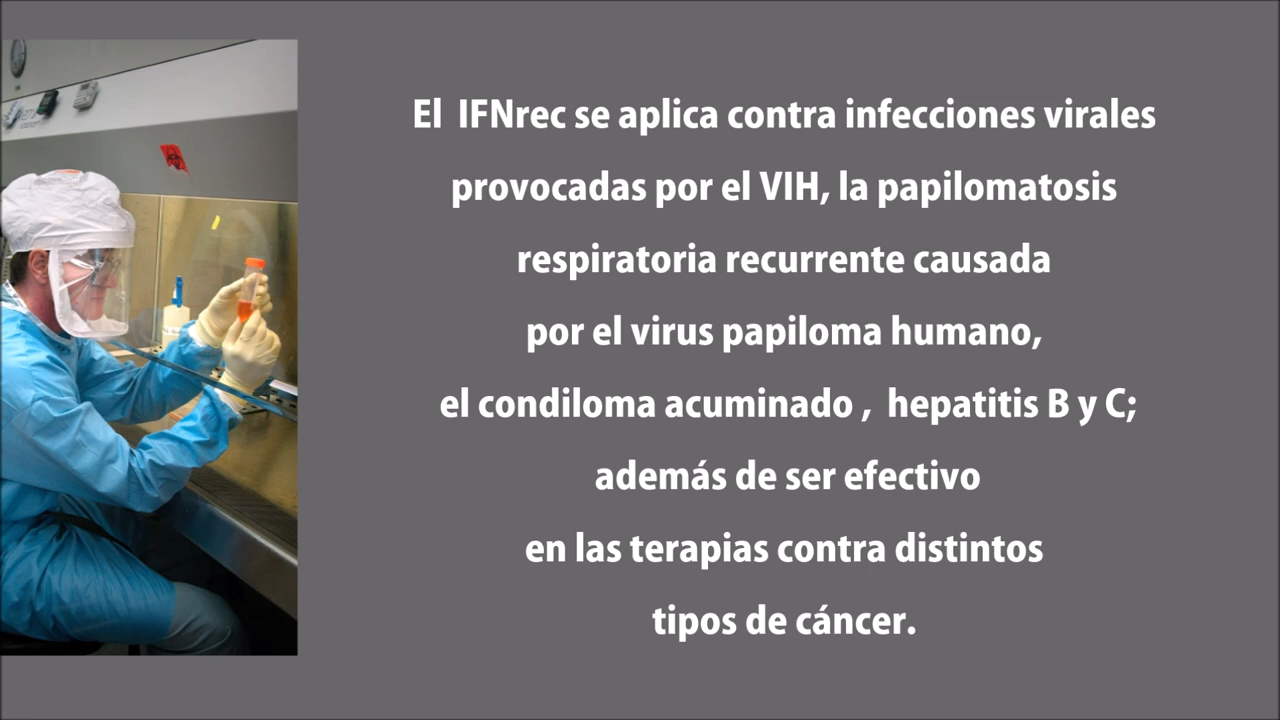 El  IFNrec se aplica contra infecciones virales
provocadas por el VIH, la papilomatosis
respiratoria recurrente causada
por el virus papiloma humano,
el condiloma acuminado ,  hepatitis B y C;
además de ser efectivo
en las terapias contra distintos
tipos de cáncer.